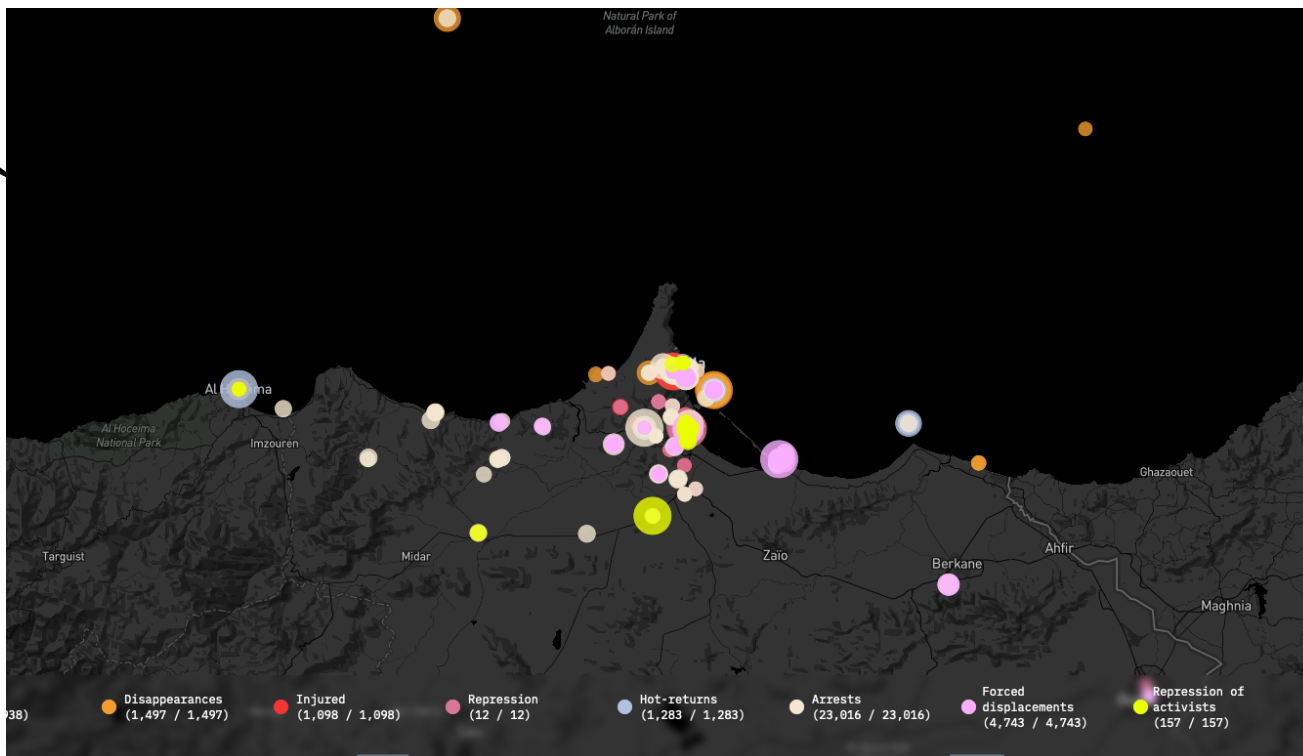 Natural Park of
Alborán Island
Al Hoceima
Al Hoceima
National Park
Imzouren
Ghazaouet
Targuist
Midar
Zaïo
Ahfir
Berkane
Maghnia
938)
Disappearances
(1,497 / 1,497)
Injured
(1,098 / 1,098)
Repression
(12 / 12)
Hot-returns
(1,283 / 1,283)
Arrests
(23,016 / 23,016)
Forced
displacements
(4,743 / 4,743)
Repression of
activists
(157 / 157)